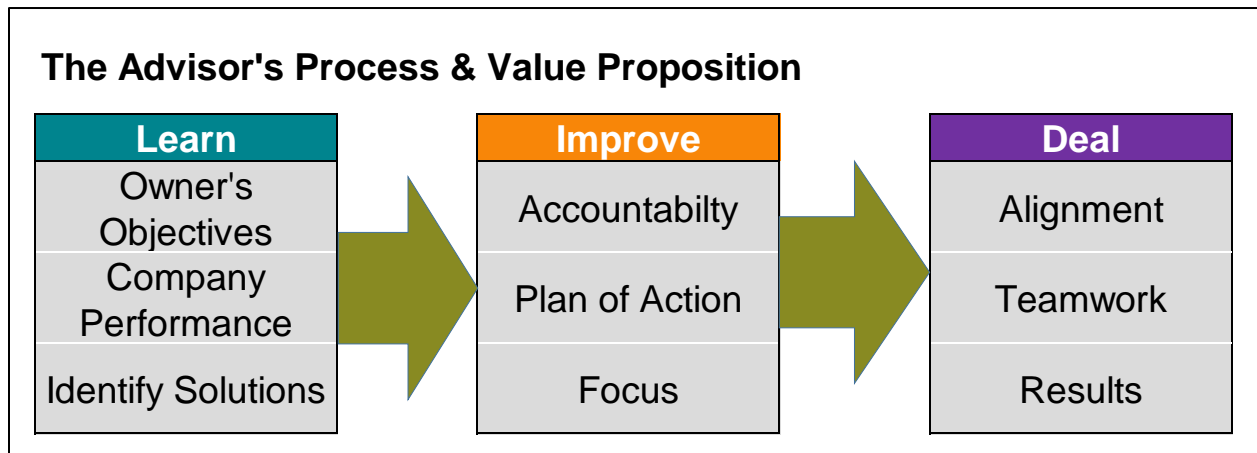 The Advisor's Process & Value Proposition
Learn
Owner's
Objectives
Company
Performance
Identify Solutions
Improve
Accountabilty
Plan of Action
Focus
Deal
Alignment
Teamwork
Results